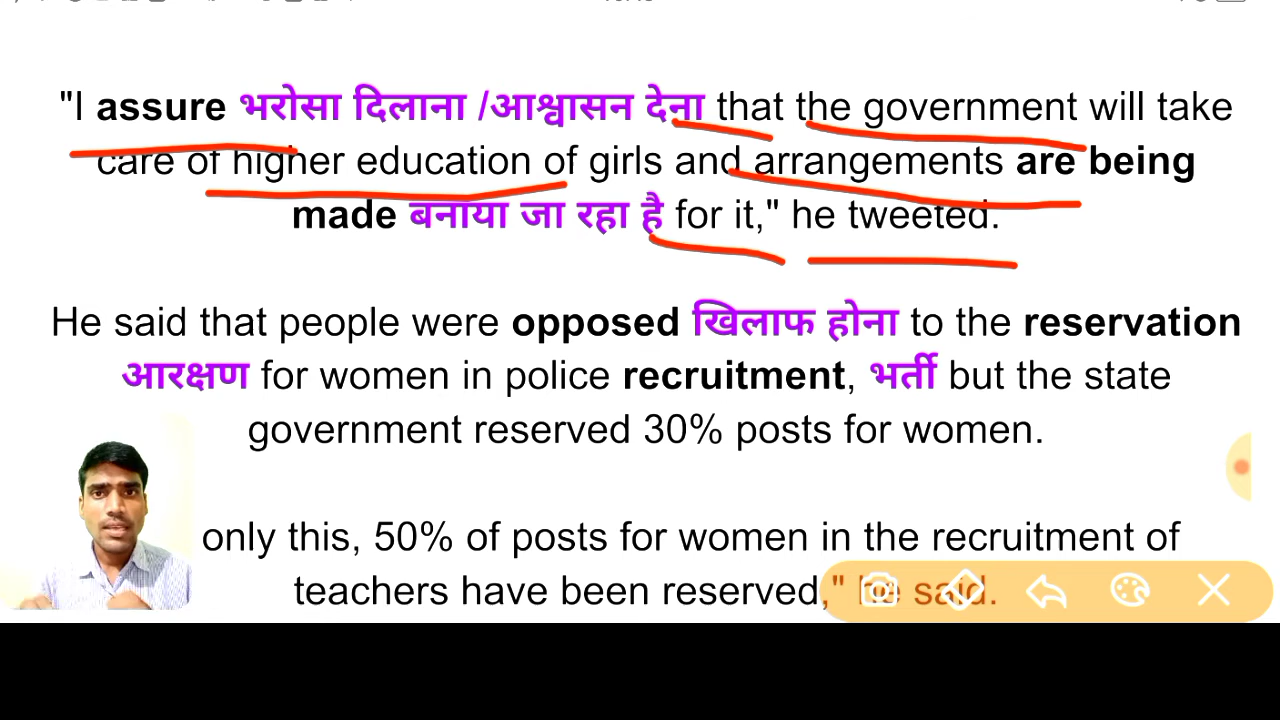 "I assure भरोसा दिलाना /आश्वासन देना that the government will take
care of higher education of girls and arrangements are being
made बनाया जा रहा है for it," he tweeted.
He said that people were opposed खिलाफ होना to the reservation
आरक्षण for women in police recruitment, भर्ती but the state
government reserved 30% posts for women.
only this, 50% of posts for women in the recruitment of
teachers have been reserved," he said.